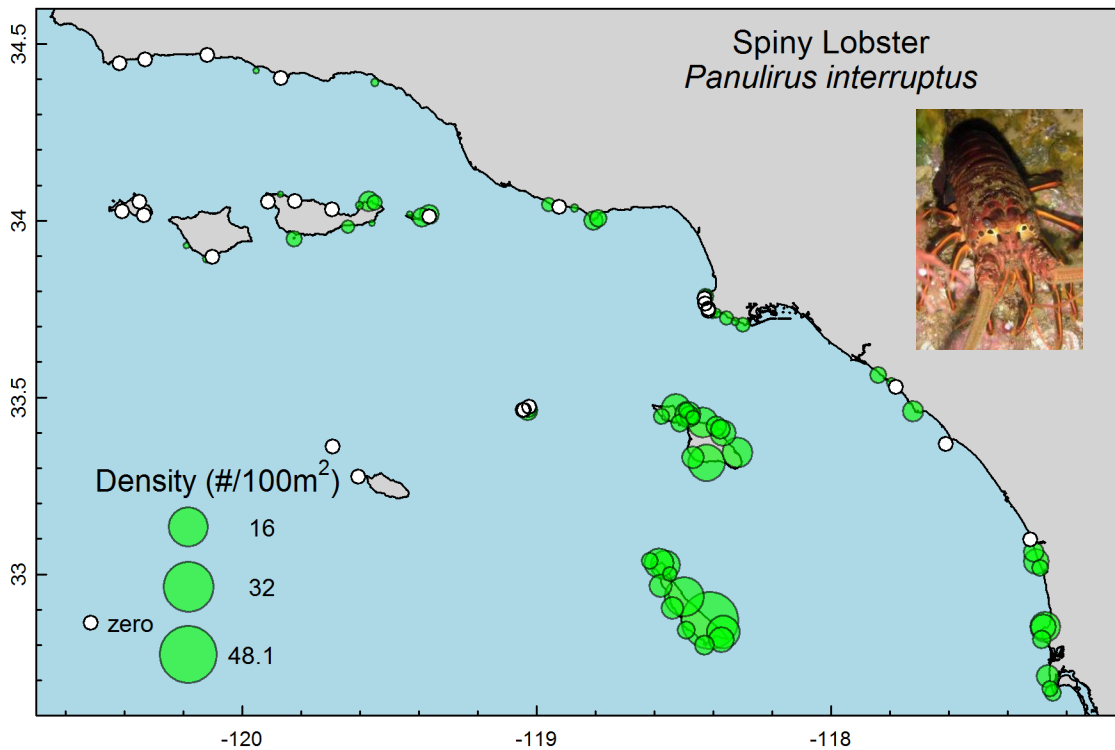 Spiny Lobster
Panulirus interruptus
34.5
34
33.5
33
Density (#/100m²)
16
32
zero
48.1
-120
-119
-118